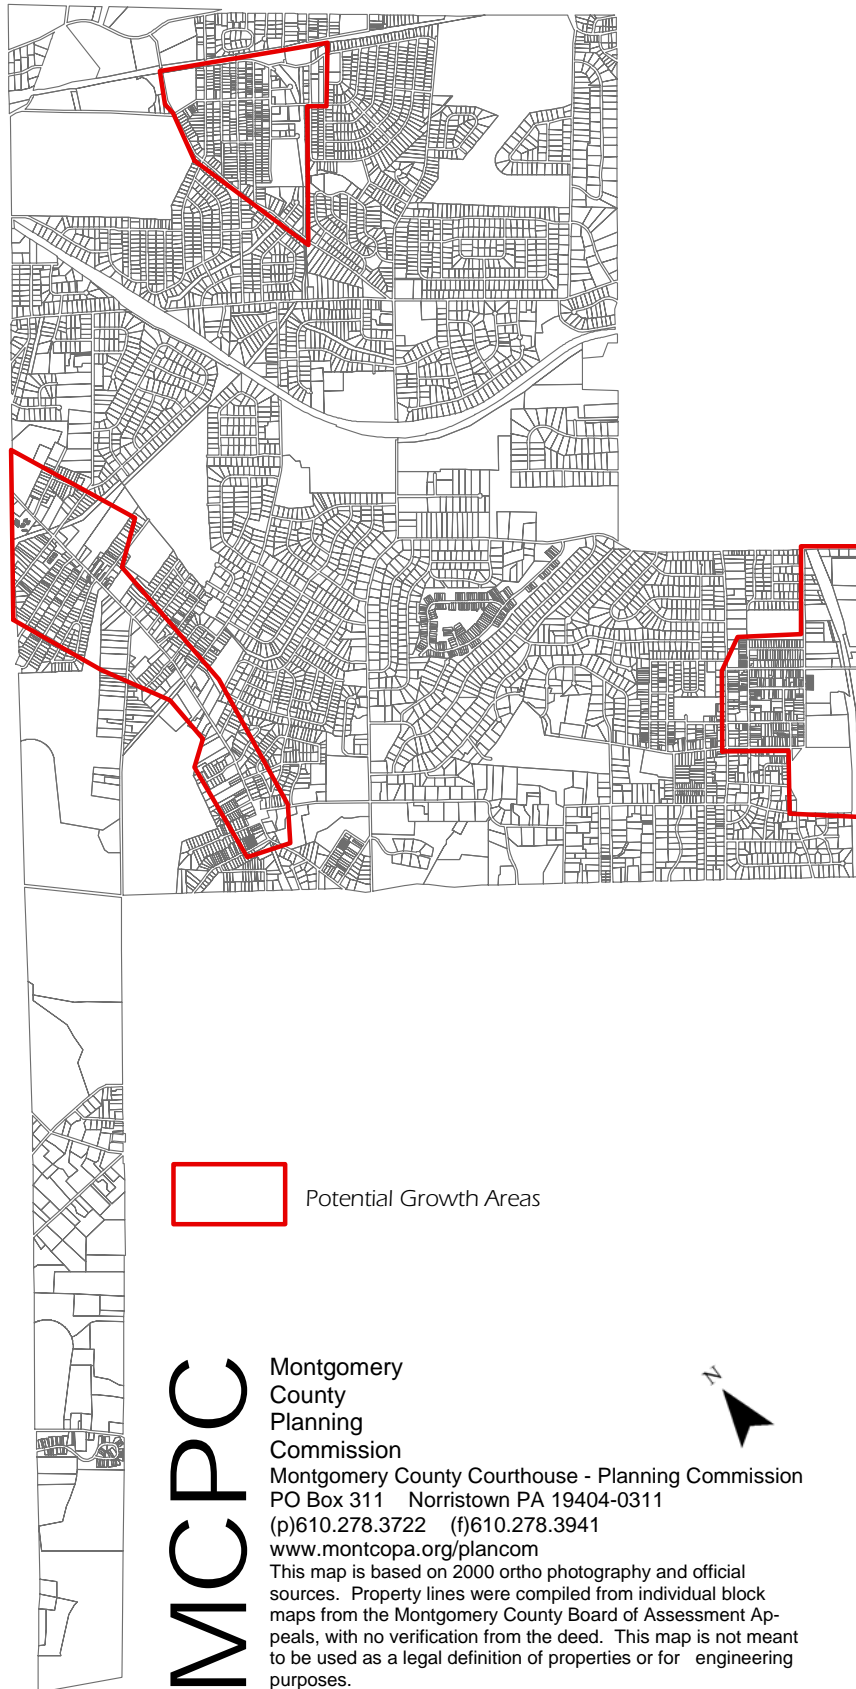 Potential Growth Areas
N
MCPC
Montgomery
County
Planning
Commission
Montgomery County Courthouse - Planning Commission
PO Box 311 Norristown PA 19404-0311
(p)610.278.3722 (f)610.278.3941
www.montcopa.org/plancom
This map is based on 2000 ortho photography and official
sources. Property lines were compiled from individual block
maps from the Montgomery County Board of Assessment Ap-
peals, with no verification from the deed. This map is not meant
to be used as a legal definition of properties or for engineering
purposes.